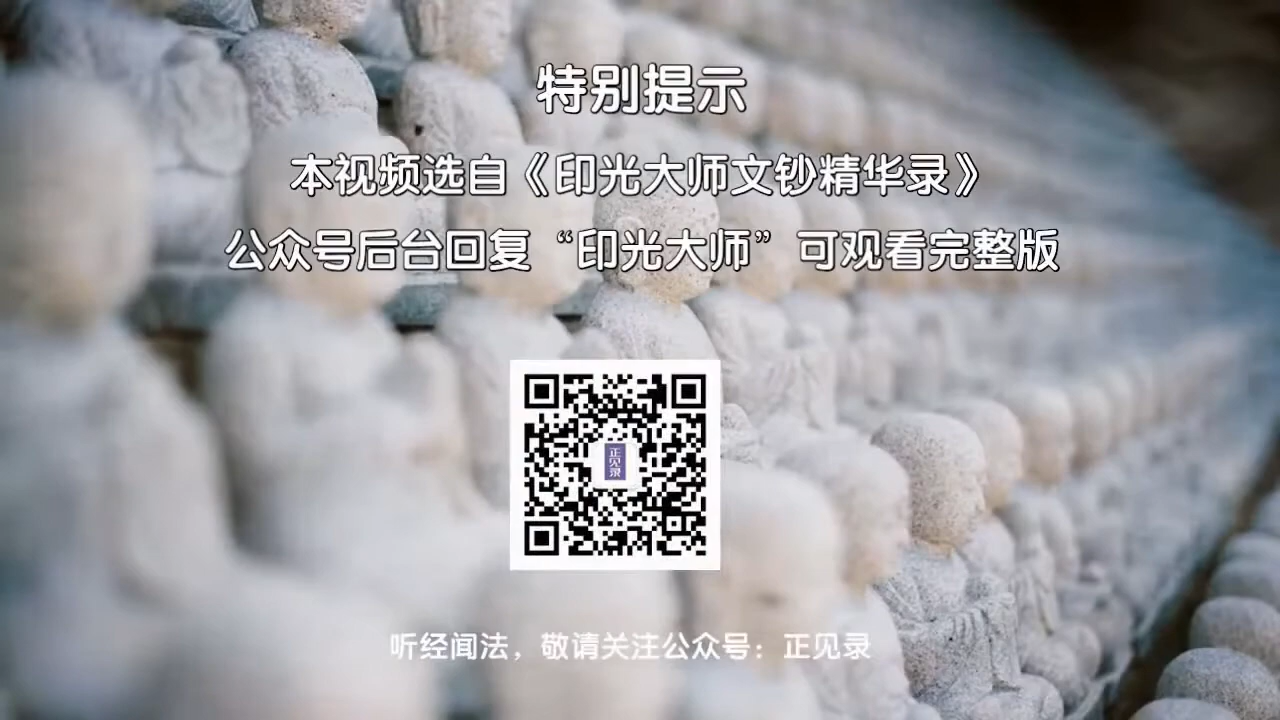 特别提示
本视频选自《印光大师文钞精华录》
公众号后台回复“印光大师”可观看完整版
正见录
听经闻法，敬请关注公众号：正见录